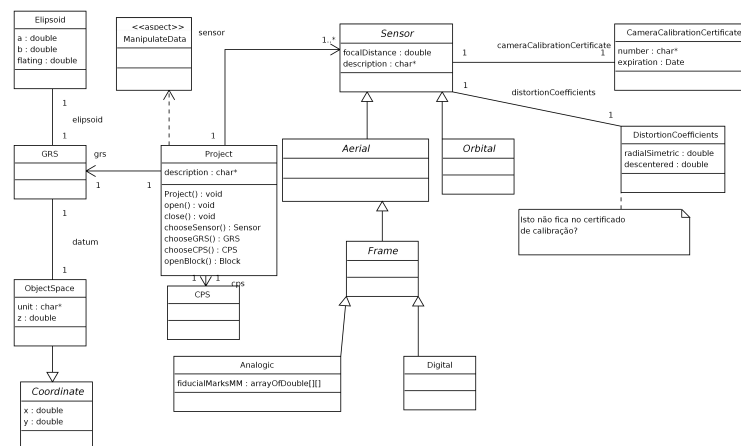 Elipsoid
a : double
b : double
flating : double
1
elipsoid
1
<<aspect>>
ManipulateData
sensor
1..*
1
Sensor
focalDistance : double
description : char*
1
cameraCalibrationCertificate
1
CameraCalibrationCertificate
number : char*
expiration : Date
1
distortionCoefficients
1
DistortionCoefficients
radialSimetric : double
descentered : double
Isto não fica no certificado
de calibração?
GRS
grs
1
1
Project
description : char*
Project() : void
open() : void
close() : void
chooseSensor() : Sensor
chooseGRS() : GRS
chooseCPS() : CPS
openBlock() : Block
Aerial
Orbital
1
datum
1
Frame
1
1
cps
CPS
ObjectSpace
unit : char*
z : double
Analogic
fiducialMarksMM : arrayOfDouble[][]
Digital
Coordinate
x : double
y : double